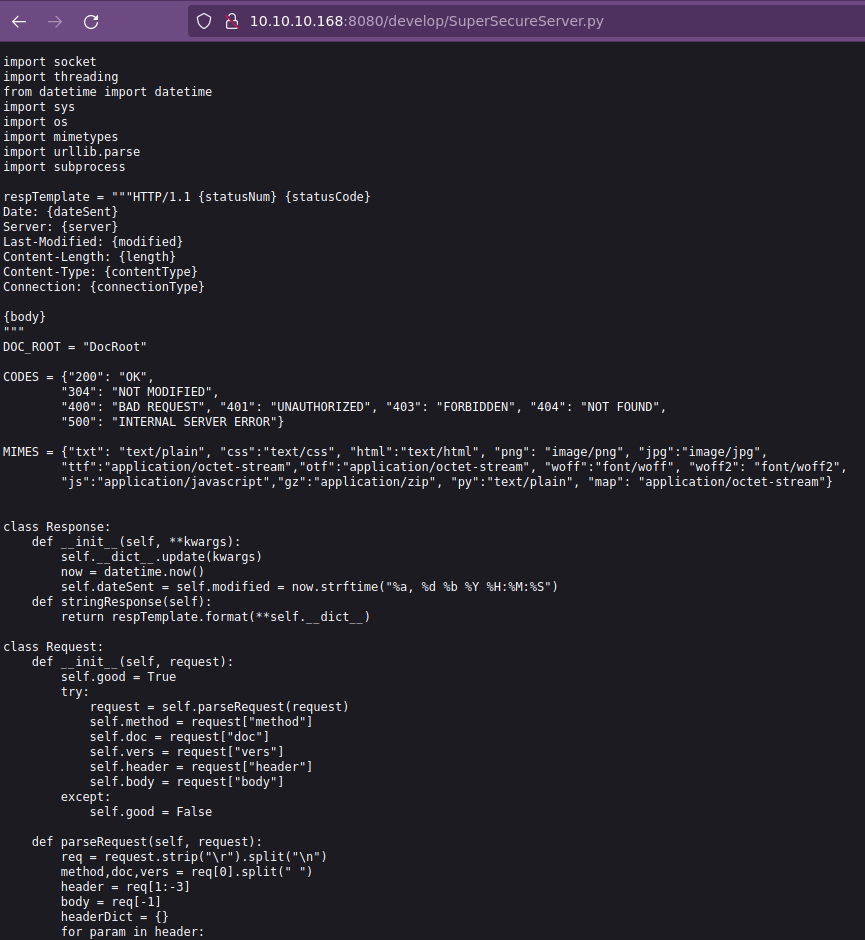 10.10.10.168:8080/develop/SuperSecureServer.py
import socket
import threading
from datetime import datetime
import sys
import os
import mimetypes
import urllib.parse
import subprocess
respTemplate = """HTTP/1.1 {statusNum} {statusCode}
Date: {dateSent}
Server: {server}
Last-Modified: {modified}
Content-Length: {length}
Content-Type: {contentType}
Connection: {connectionType}
{body}
"""
DOC_ROOT = "DocRoot"
CODES = {"200": "OK",
        "304": "NOT MODIFIED",
        "400": "BAD REQUEST", "401": "UNAUTHORIZED", "403": "FORBIDDEN", "404": "NOT FOUND",
        "500": "INTERNAL SERVER ERROR"}
MIMES = {"txt": "text/plain", "css":"text/css", "html":"text/html", "png": "image/png", "jpg":"image/jpg",
        "ttf":"application/octet-stream","otf":"application/octet-stream", "woff":"font/woff", "woff2": "font/woff2",
        "js":"application/javascript","gz":"application/zip", "py":"text/plain", "map": "application/octet-stream"}
class Response:
    def __init__(self, **kwargs):
        self.__dict__.update(kwargs)
        now = datetime.now()
        self.dateSent = self.modified = now.strftime("%a, %d %b %Y %H:%M:%S")
    def stringResponse(self):
        return respTemplate.format(**self.__dict__)
class Request:
    def __init__(self, request):
        self.good = True
        try:
            request = self.parseRequest(request)
            self.method = request["method"]
            self.doc = request["doc"]
            self.vers = request["vers"]
            self.header = request["header"]
            self.body = request["body"]
        except:
            self.good = False
    def parseRequest(self, request):
        req = request.strip("\r").split("\n")
        method,doc,vers = req[0].split(" ")
        header = req[1:-3]
        body = req[-1]
        headerDict = {}
        for param in header: